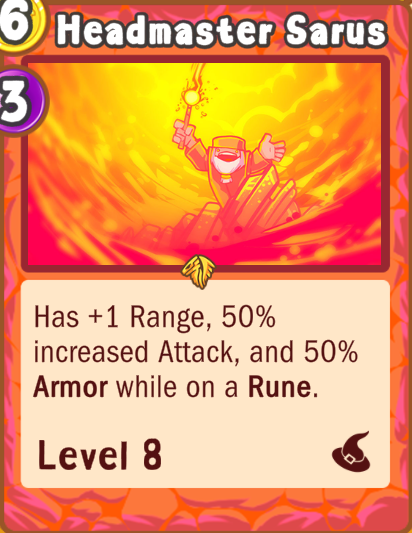 6
Headmaster Sarus
3
Has +1 Range, 50%
increased Attack, and 50%
Armor while on a Rune.
Level 8